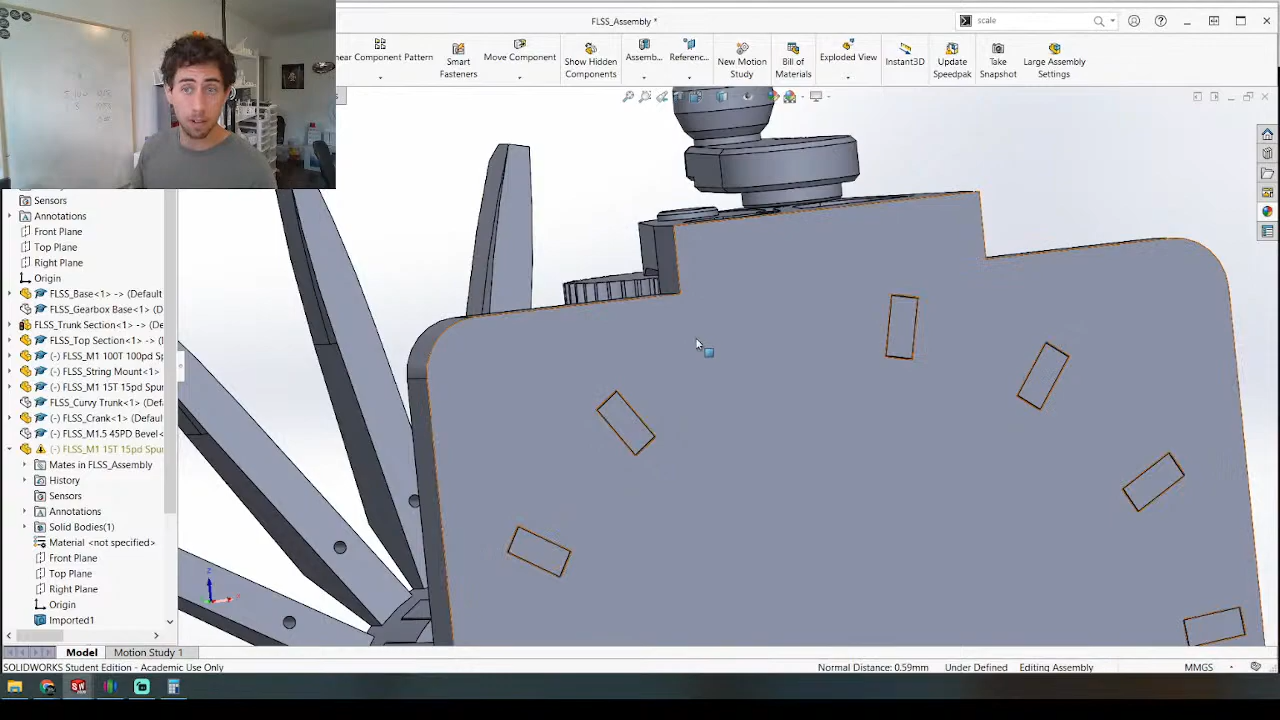 FLSS_Assembly *
scale
near Component Pattern
Smart Fasteners
Move Component
Show Hidden Components
Assemb...
Referenc...
New Motion Study
Bill of Materials
Exploded View
Instant3D
Update Speedpak
Take Snapshot
Large Assembly Settings
Sensors
Annotations
Front Plane
Top Plane
Right Plane
Origin
FLSS_Base<1> -> (Default
FLSS_Gearbox Base<1> (De
FLSS_Trunk Section<1> -> (De
FLSS_Top Section<1> -> (Defa
(-) FLSS_M1 100T 100pd Sp
(-) FLSS_String Mount<1>
(-) FLSS_M1 15T 15pd Spur
FLSS_Curvy Trunk<1> (Defa
(-) FLSS_Crank<1> (Default
(-) FLSS_M1.5 45PD Bevel<
(-) FLSS_M1 15T 15pd Spur
Mates in FLSS_Assembly
History
Sensors
Annotations
Solid Bodies(1)
Material <not specified>
Front Plane
Top Plane
Right Plane
Origin
Imported1
Model
Motion Study 1
SOLIDWORKS Student Edition - Academic Use Only
Normal Distance: 0.59mm
Under Defined
Editing Assembly
MMGS